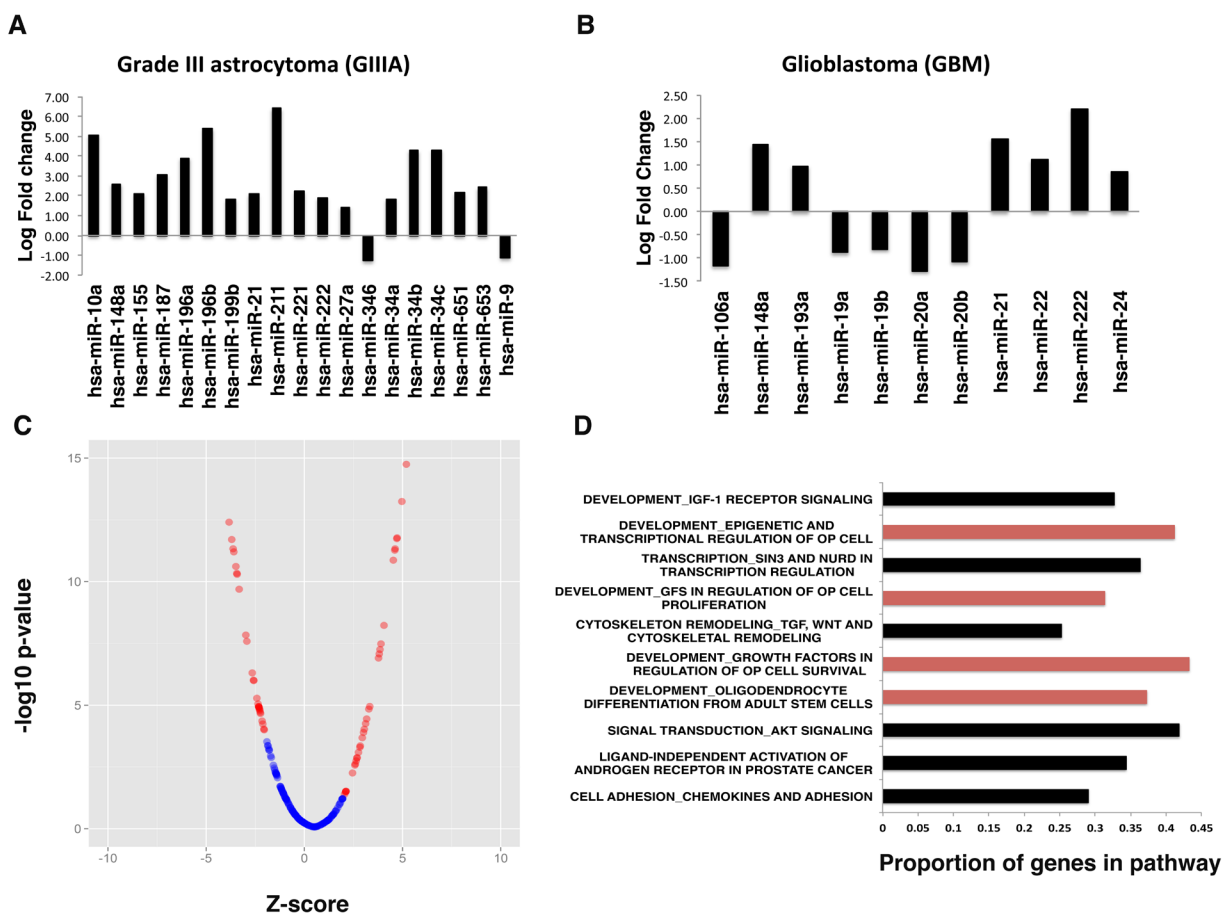 A
Grade III astrocytoma (GIIIA)
Log Fold Change
7.00
6.00
5.00
4.00
3.00
2.00
1.00
0.00
-1.00
-2.00
hsa-miR-10a
hsa-miR-148a
hsa-miR-155
hsa-miR-187
hsa-miR-196a
hsa-miR-196b
hsa-miR-199b
hsa-miR-21
hsa-miR-211
hsa-miR-221
hsa-miR-222
hsa-miR-27a
hsa-miR-346
hsa-miR-34a
hsa-miR-34b
hsa-miR-34c
hsa-miR-651
hsa-miR-653
hsa-miR-9
B
Glioblastoma (GBM)
Log Fold Change
2.50
2.00
1.50
1.00
0.50
0.00
-0.50
-1.00
-1.50
hsa-miR-106a
hsa-miR-148a
hsa-miR-193a
hsa-miR-19a
hsa-miR-19b
hsa-miR-20a
hsa-miR-20b
hsa-miR-21
hsa-miR-22
hsa-miR-222
hsa-miR-24
C
-log10 p-value
15
10
5
0
-10
-5
0
5
10
Z-score
D
DEVELOPMENT_IGF-1 RECEPTOR SIGNALING
DEVELOPMENT_EPIGENETIC AND
TRANSCRIPTIONAL REGULATION OF OP CELL
TRANSCRIPTION_SIN3 AND NURD IN
TRANSCRIPTION REGULATION
DEVELOPMENT_GFS IN REGULATION OF OP CELL
PROLIFERATION
CYTOSKELETON REMODELING_TGF, WNT AND
CYTOSKELETAL REMODELING
DEVELOPMENT_GROWTH FACTORS IN
REGULATION OF OP CELL SURVIVAL
DEVELOPMENT_OLIGODENDROCYTE
DIFFERENTIATION FROM ADULT STEM CELLS
SIGNAL TRANSDUCTION_AKT SIGNALING
LIGAND-INDEPENDENT ACTIVATION OF
ANDROGEN RECEPTOR IN PROSTATE CANCER
CELL ADHESION_CHEMOKINES AND ADHESION
0
0.05
0.1
0.15
0.2
0.25
0.3
0.35
0.4
0.45
Proportion of genes in pathway